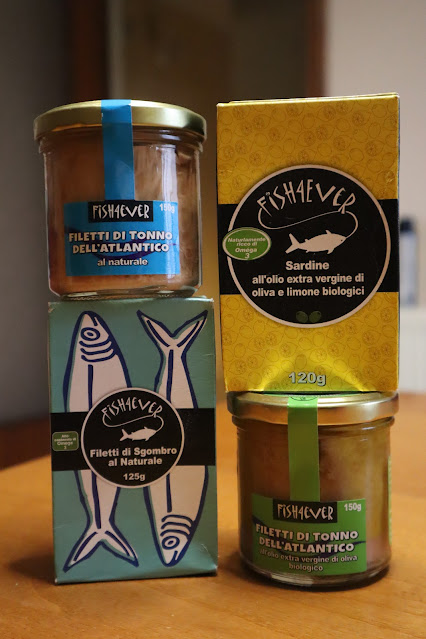 FISH4EVER
150g
FILETTI DI TONNO
DELL'ATLANTICO
al naturale
FISH4EVER
Naturalmente
ricco di
Omega
3
Sardine
all'olio extra vergine di
oliva e limone biologici
120g
FISH4EVER
Omega
3
Filetti di Sgombro
al Naturale
125g
FISH4EVER
150g
FILETTI DI TONNO
DELL'ATLANTICO
all'olio extra vergine di oliva
biologico